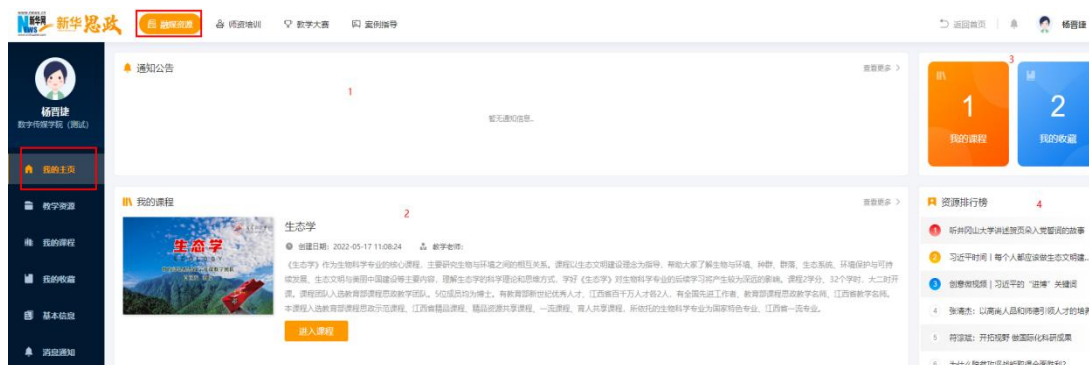 WWW.NEWS.CN
新华网
NEWS
新华思政
融媒资源
师资培训
教学大赛
案例指导
返回首页
杨晋捷
杨晋捷
数字传媒学院（测试）
我的主页
教学资源
我的课程
我的收藏
基本信息
消息通知
通知公告
查看更多
1
暂无通知信息..
3
1
我的课程
2
我的收藏
我的课程
查看更多
2
生态学
生态学
创建日期：2022-05-17 11:08:24
教学老师：
《生态学》作为生物科学专业的核心课程，主要研究生物与环境之间的相互关系。课程以生态文明建设理念为指导，帮助大家了解生物与环境、种群、群落、生态系统、环境保护与可持
续发展、生态文明与美丽中国建设等主要内容，理解生态学的科学理论和思维方式。学好《生态学》对生物科学专业的后续学习将产生较为深远的影响。课程2学分，32个学时，大二时开
课。课程团队入选教育部课程思政教学团队。5位成员均为博士。有教育部新世纪优秀人才，江西省百千万人才各2人，有全国先进工作者、教育部课程思政教学名师、江西省教学名师。
本课程入选教育部课程思政示范课程、江西省精品课程、精品资源共享课程、一流课程、育人共享课程，所依托的生物科学专业为国家特色专业、江西省一流专业。
进入课程
资源排行榜
4
1 听井冈山大学讲述贺页朵入党誓词的故事
2 习近平时间｜每个人都应该做生态文明建..
3 创意微视频｜习近平的“进博”关键词
4 张清杰：以高尚人品和师德引领人才的培养
5 符淙斌：开拓视野 做国际化科研成果